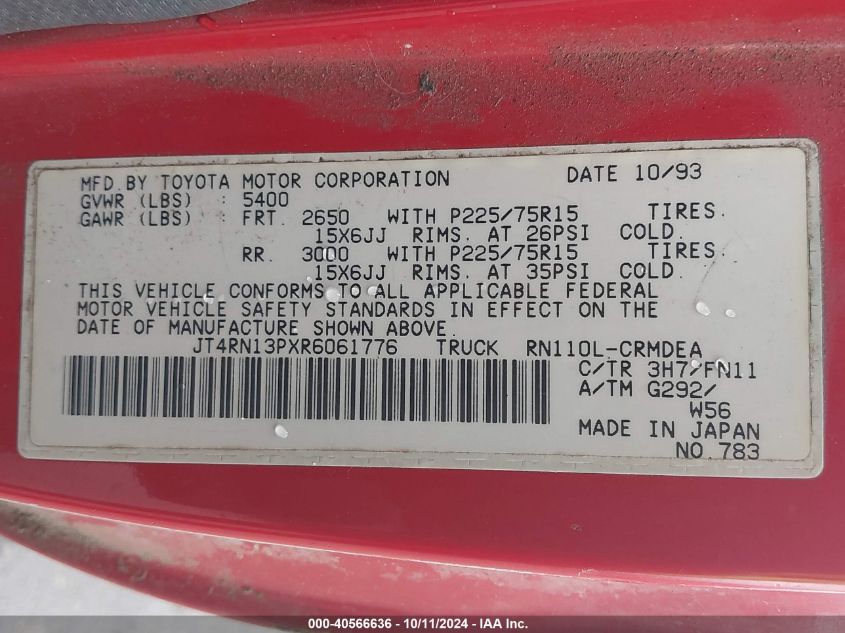 MFD. BY TOYOTA MOTOR CORPORATION DATE 10/93
GVWR (LBS) : 5400
GAWR (LBS) : FRT. 2650 WITH P225/75R15 TIRES.
15X6JJ RIMS. AT 26PSI COLD.
RR. 3000 WITH P225/75R15 TIRES.
15X6JJ RIMS. AT 35PSI COLD.
THIS VEHICLE CONFORMS TO ALL APPLICABLE FEDERAL
MOTOR VEHICLE SAFETY STANDARDS IN EFFECT ON THE
DATE OF MANUFACTURE SHOWN ABOVE.
JT4RN13PXR6061776 TRUCK RN110L-CRMDEA
C/TR 3H7/FN11
A/TM G292/
W56
MADE IN JAPAN
NO. 783
000-40566636 - 10/11/2024 - IAA Inc.